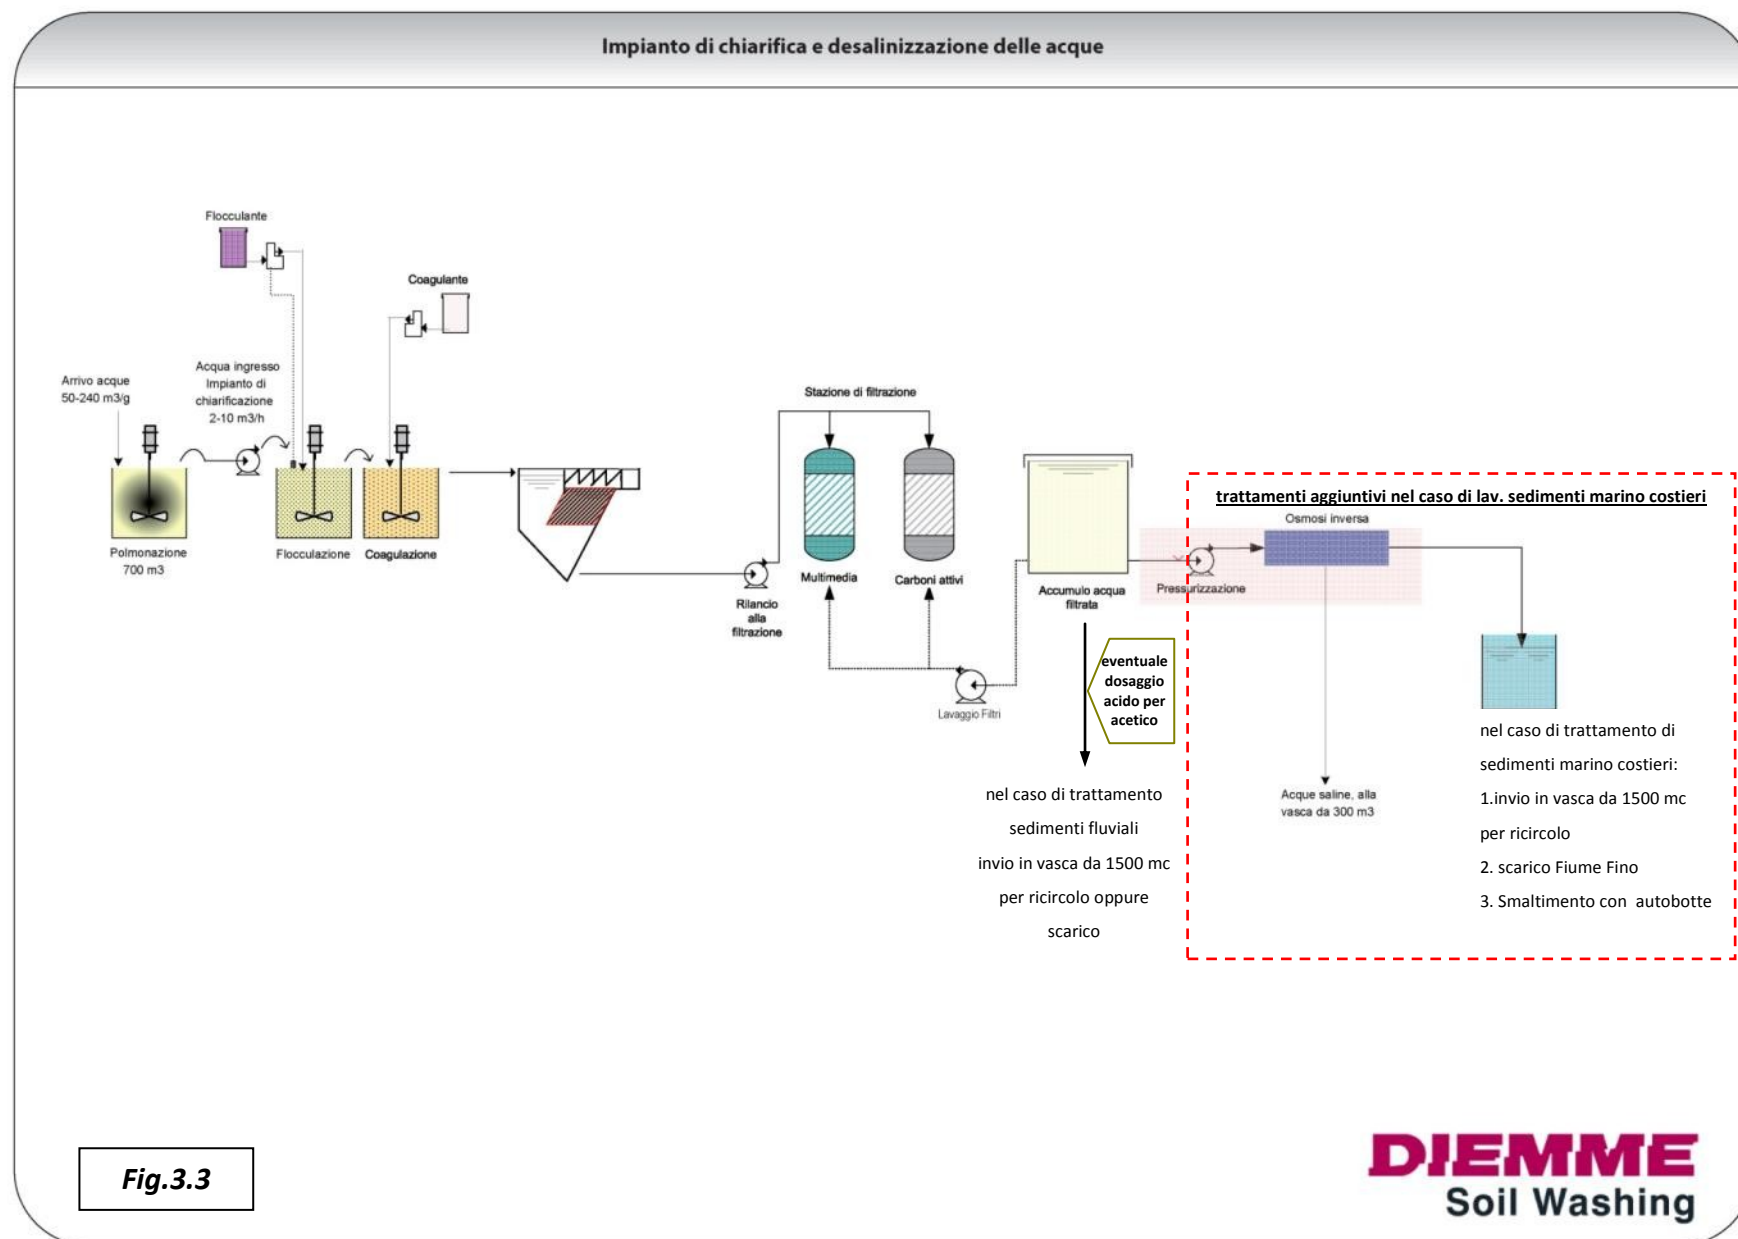 Impianto di chiarifica e desalinizzazione delle acque
Flocculante
Coagulante
Arrivo acque
50-240 m3/g
Acqua ingresso
Impianto di
chiarificazione
2-10 m3/h
Polmonazione
700 m3
Flocculazione
Coagulazione
Rilancio
alla
filtrazione
Stazione di filtrazione
Multimedia
Carboni attivi
Lavaggio Filtri
Accumulo acqua
filtrata
eventuale
dosaggio
acido per
acetico
nel caso di trattamento
sedimenti fluviali
invio in vasca da 1500 mc
per ricircolo oppure
scarico
trattamenti aggiuntivi nel caso di lav. sedimenti marino costieri
Osmosi inversa
Pressurizzazione
Acque saline, alla
vasca da 300 m3
nel caso di trattamento di
sedimenti marino costieri:
1.invio in vasca da 1500 mc
per ricircolo
2. scarico Fiume Fino
3. Smaltimento con autobotte
Fig.3.3
DIEMME
Soil Washing